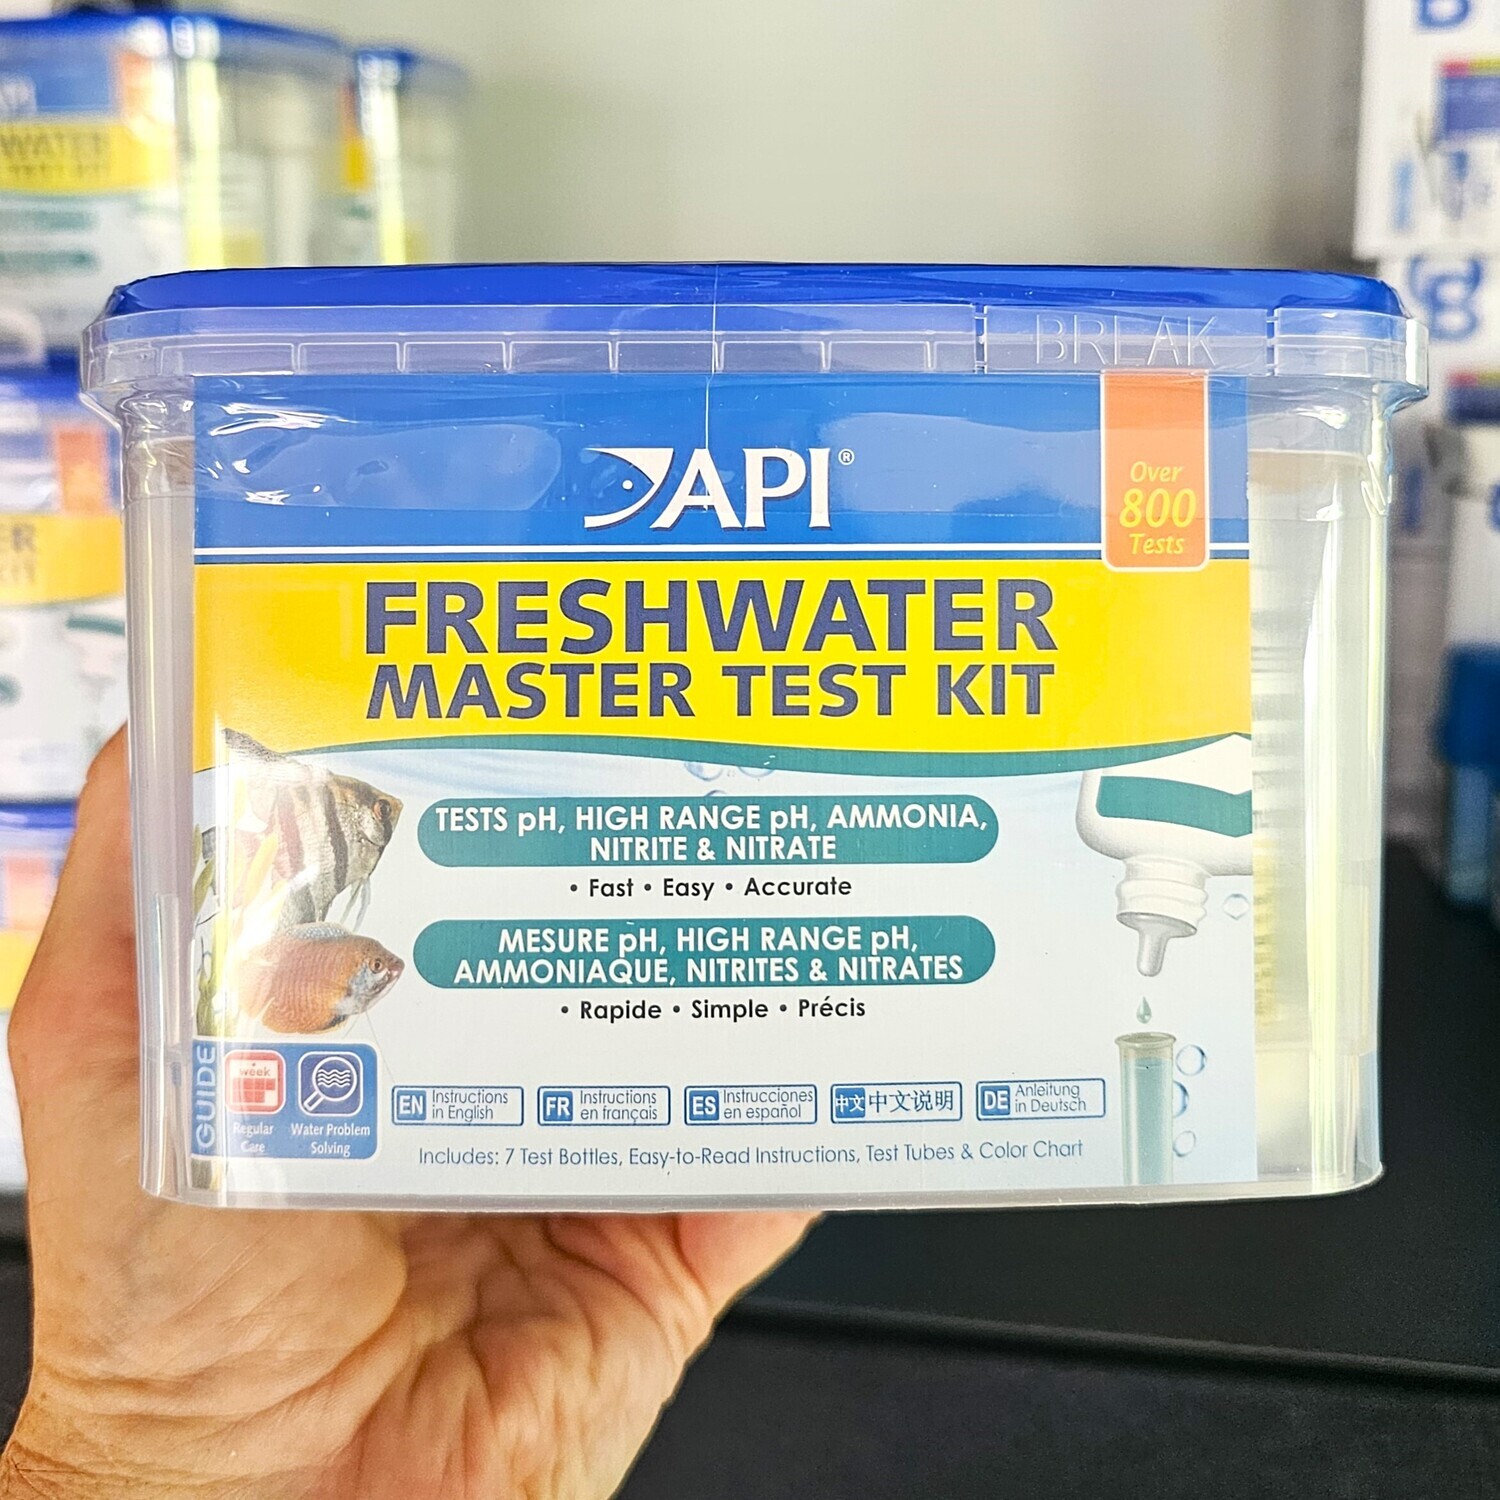 BREAK
API®
Over
800
Tests
FRESHWATER
MASTER TEST KIT
TESTS pH, HIGH RANGE pH, AMMONIA,
NITRITE & NITRATE
• Fast • Easy • Accurate
MESURE pH, HIGH RANGE pH,
AMMONIAQUE, NITRITES & NITRATES
• Rapide • Simple • Précis
GUIDE
week
Regular
Care
Water Problem
Solving
EN Instructions
in English
FR Instructions
en français
ES Instrucciones
en español
中文 中文说明
DE Anleitung
in Deutsch
Includes: 7 Test Bottles, Easy-to-Read Instructions, Test Tubes & Color Chart
WATER
TEST KIT